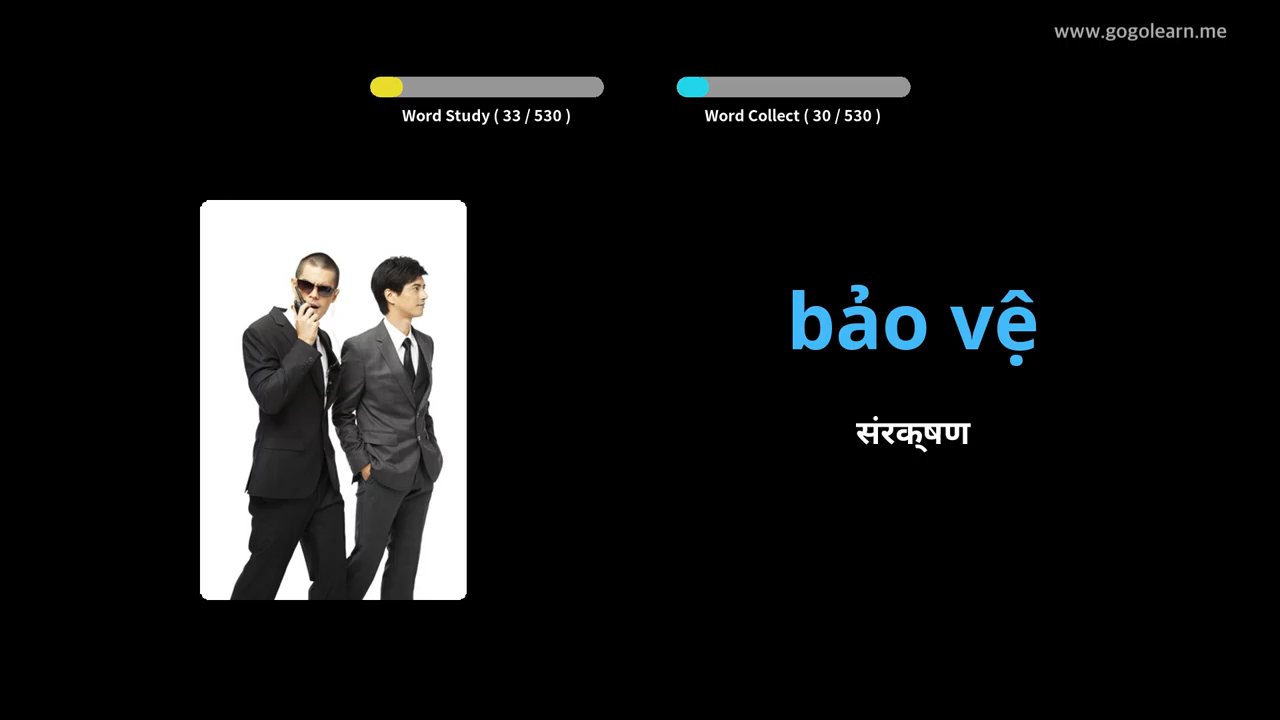 www.gogolearn.me
Word Study ( 33 / 530 )
Word Collect ( 30 / 530 )
bảo vệ
संरक्षण